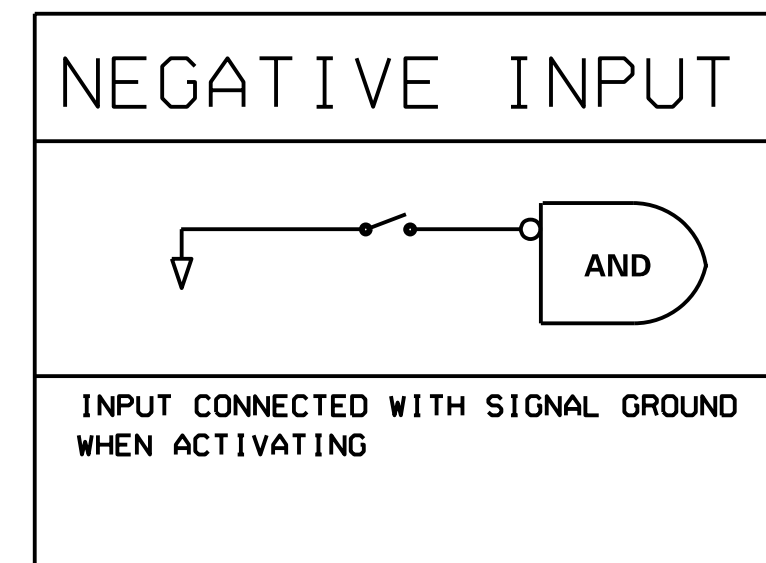 NEGATIVE INPUT
AND
INPUT CONNECTED WITH SIGNAL GROUND
WHEN ACTIVATING